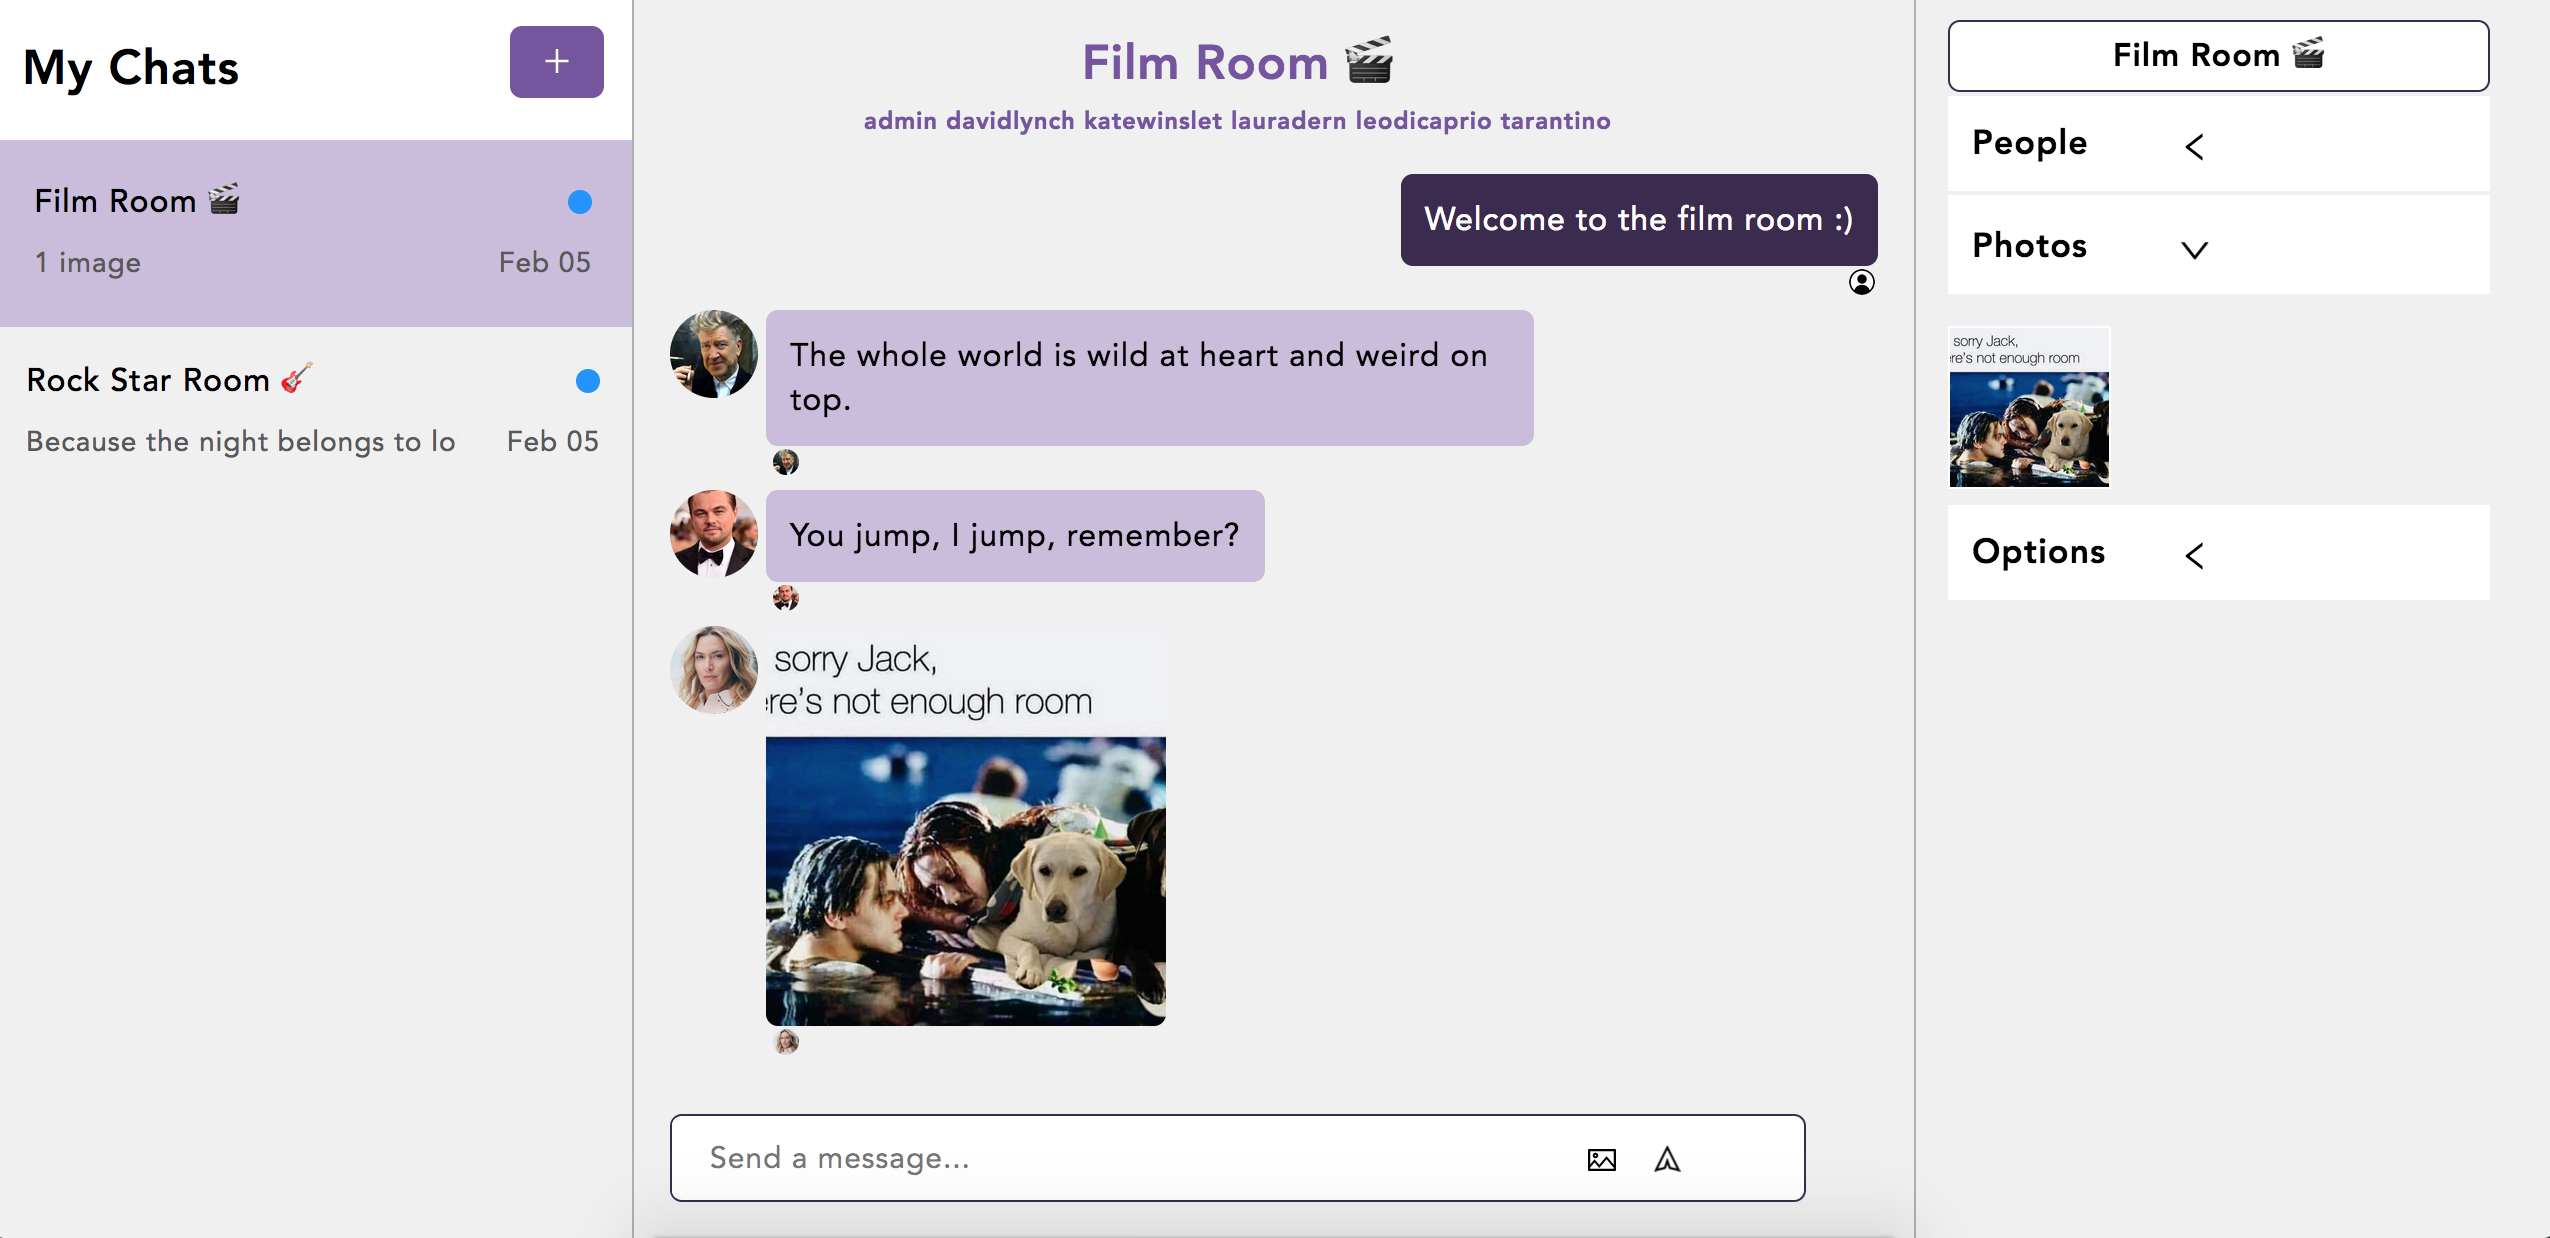 My Chats
+
Film Room 🎬
1 image
Feb 05
Rock Star Room 🎸
Because the night belongs to lo
Feb 05
Film Room 🎬
admin davidlynch katewinslet lauradern leodicaprio tarantino
Welcome to the film room :)
The whole world is wild at heart and weird on
top.
You jump, I jump, remember?
sorry Jack,
re's not enough room
Send a message...
Film Room 🎬
People
Photos
sorry Jack,
re's not enough room
Options